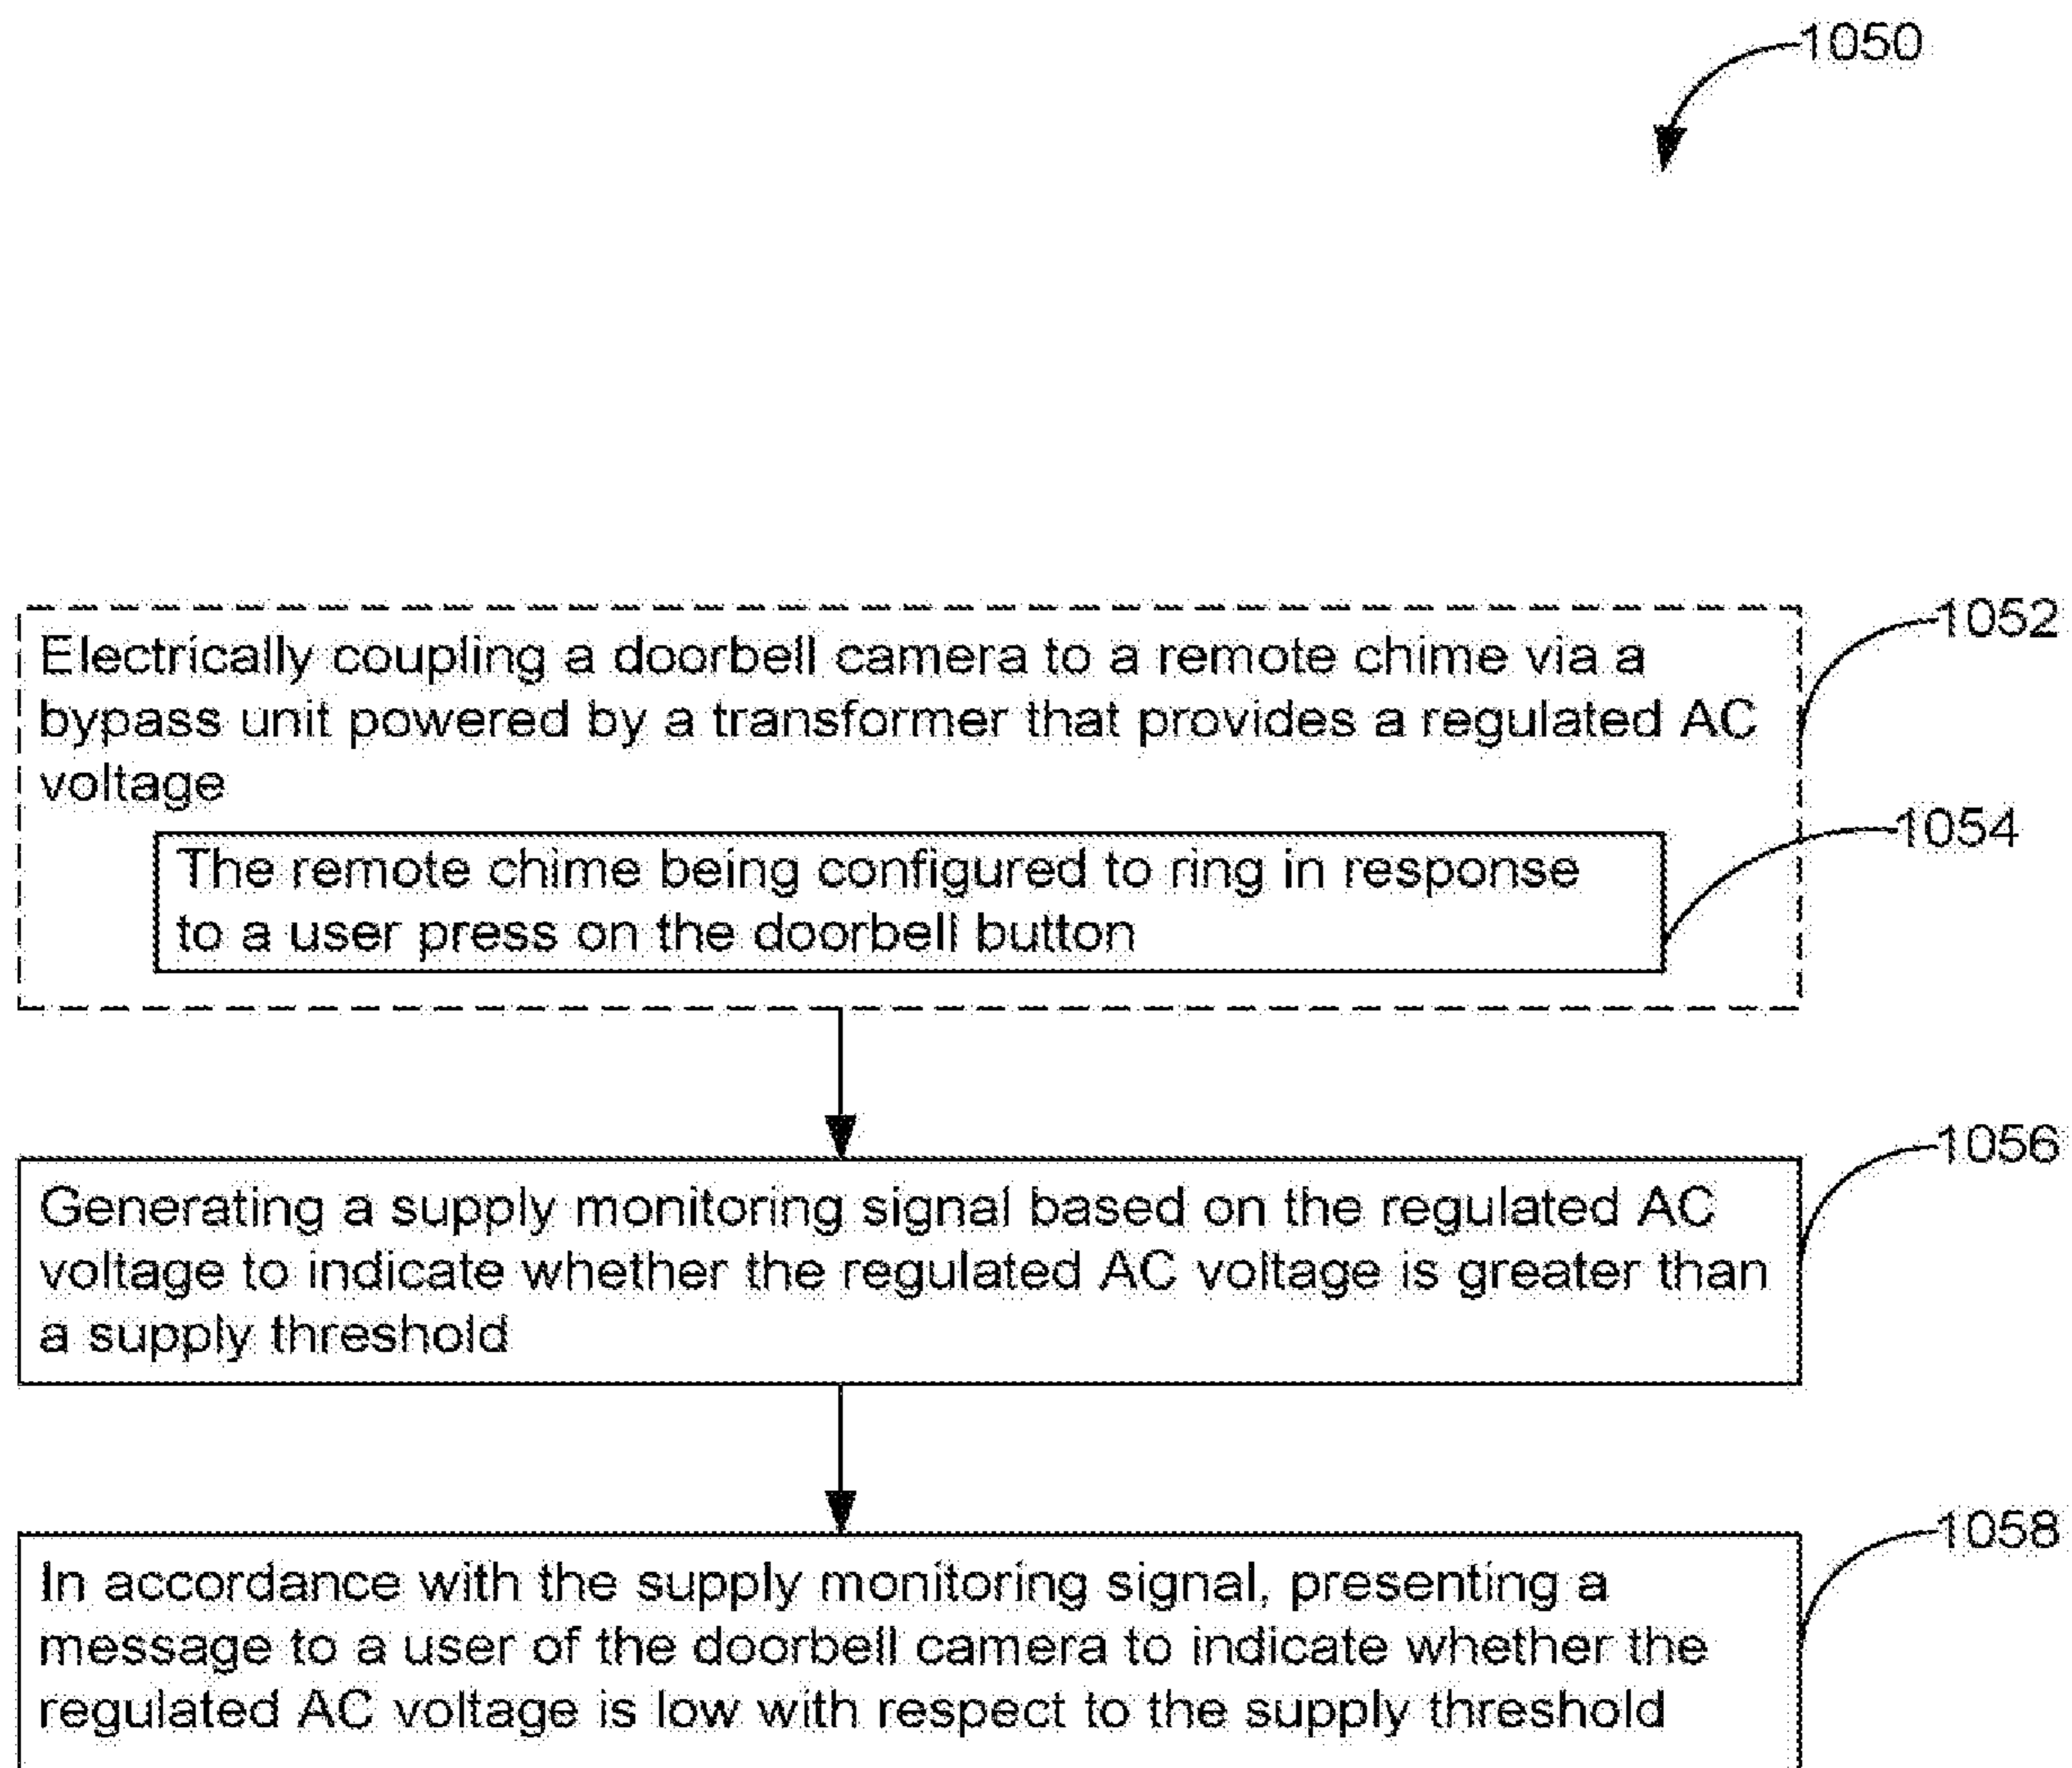 1050
Electrically coupling a doorbell camera to a remote chime via a
bypass unit powered by a transformer that provides a regulated AC
voltage
1052
The remote chime being configured to ring in response
to a user press on the doorbell button
1054
Generating a supply monitoring signal based on the regulated AC
voltage to indicate whether the regulated AC voltage is greater than
a supply threshold
1056
In accordance with the supply monitoring signal, presenting a
message to a user of the doorbell camera to indicate whether the
regulated AC voltage is low with respect to the supply threshold
1058